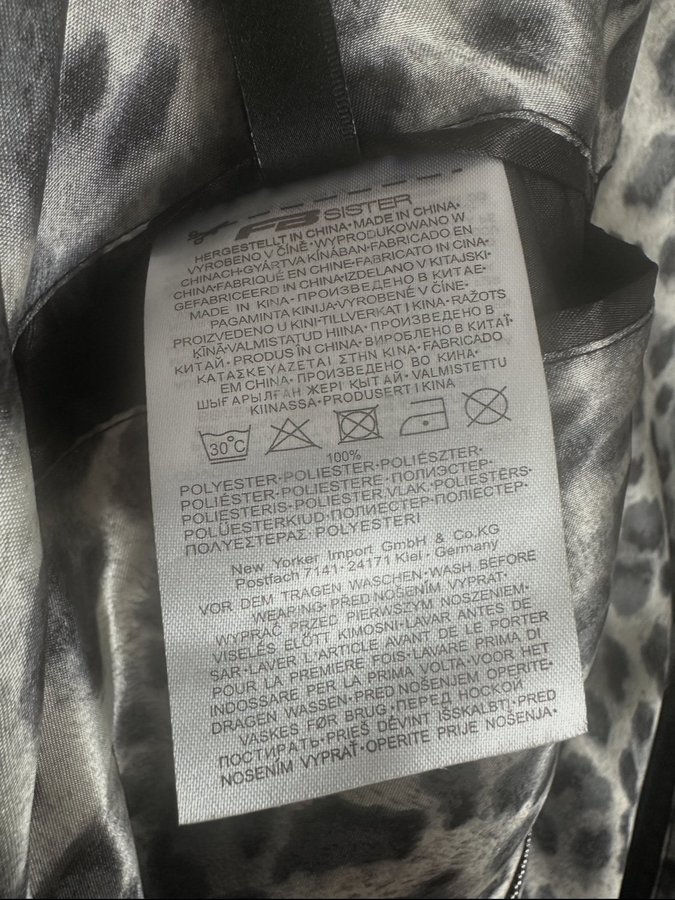 FB SISTER
HERGESTELLT IN CHINA•MADE IN CHINA•
VYROBENO V ČÍNĚ•WYPRODUKOWANO W
CHINACH•GYÁRTVA KÍNÁBAN•FABRICADO EN
CHINA•FABRIQUÉ EN CHINE•FABRICATO IN CINA•
GEFABRICEERD IN CHINA•IZDELANO V KITAJSKI•
MADE IN KINA•ПРОИЗВЕДЕНО В КИТАЕ•
PAGAMINTA KINIJA•VYROBENÉ V ČÍNE•
PROIZVEDENO U KINI•TILLVERKAT I KINA•RAŽOTS
ĶĪNĀ•VALMISTATUD HIINA•ПРОИЗВЕДЕНО В
КИТАЙ•PRODUS ÎN CHINA•ВИРОБЛЕНО В КИТАЇ
ΚΑΤΑΣΚΕΥΑΖΕΤΑΙ ΣΤΗΝ ΚΙΝΑ•FABRICADO
EM CHINA•ПРОИЗВЕДЕНО ВО КИНА•
ШЫҒАРЫЛҒАН ЖЕРІ ҚЫТАЙ•VALMISTETTU
KIINASSA•PRODUSERT I KINA
30°C
100%
POLYESTER•POLIESTER•POLIÉSZTER•
POLIÉSTER•POLIESTERE•ПОЛИЭСТЕР•
POLIESTERIS•POLIESTER VLAK.•POLIESTERS•
POLÜESTERKIUD•ПОЛИЕСТЕР•ПОЛІЕСТЕР
ΠΟΛΥΕΣΤΕΡΑΣ•POLYESTERI
New Yorker Import GmbH & Co.KG
Postfach 7141•24171 Kiel•Germany
VOR DEM TRAGEN WASCHEN•WASH BEFORE
WEARING•PŘED NOŠENÍM VYPRAT•
WYPRAĆ PRZED PIERWSZYM NOSZENIEM•
VISELÉS ELŐTT KIMOSNI•LAVAR ANTES DE
SAR•LAVER L'ARTICLE AVANT DE LE PORTER
POUR LA PREMIERE FOIS•LAVARE PRIMA DI
INDOSSARE PER LA PRIMA VOLTA•VOOR HET
DRAGEN WASSEN•PRED NOŠENJEM OPERITE•
VASKES FØR BRUG•ПЕРЕД НОСКОЙ
ПОСТИРАТЬ•PRIEŠ DĖVINT IŠSKALBTI•PRED
NOSENÍM VYPRAŤ•OPERITE PRIJE NOŠENJA•